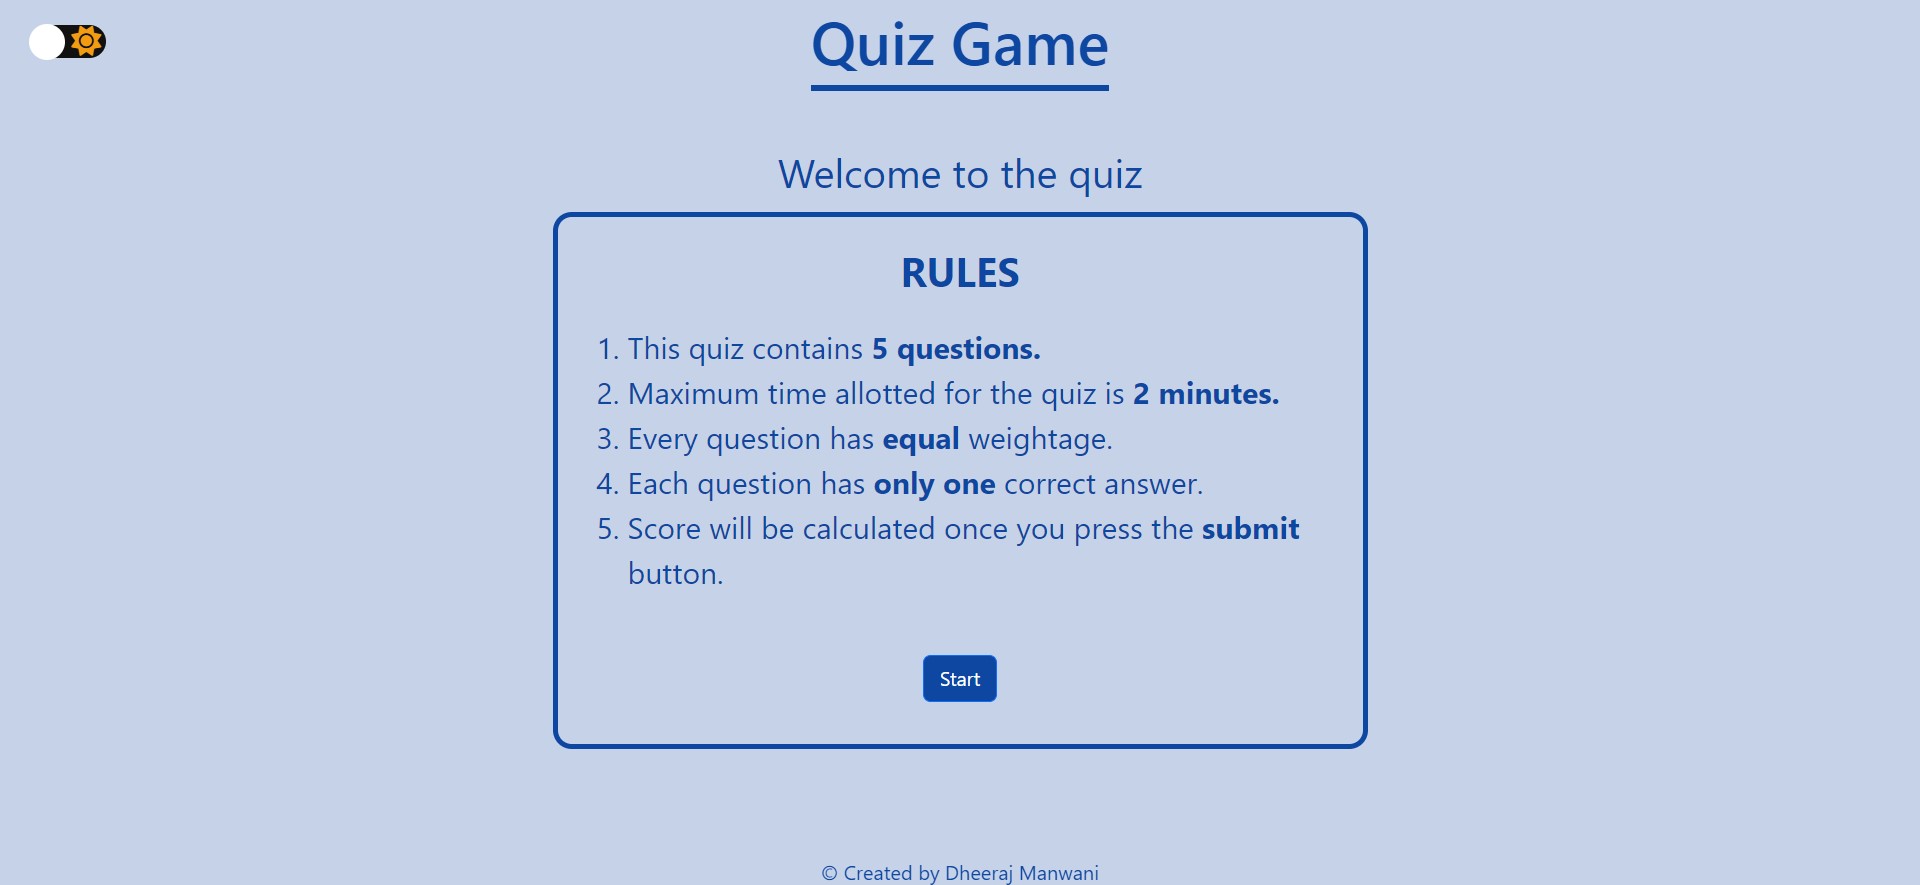 Quiz Game
Welcome to the quiz
RULES
1. This quiz contains 5 questions.
2. Maximum time allotted for the quiz is 2 minutes.
3. Every question has equal weightage.
4. Each question has only one correct answer.
5. Score will be calculated once you press the submit
button.
Start
© Created by Dheeraj Manwani